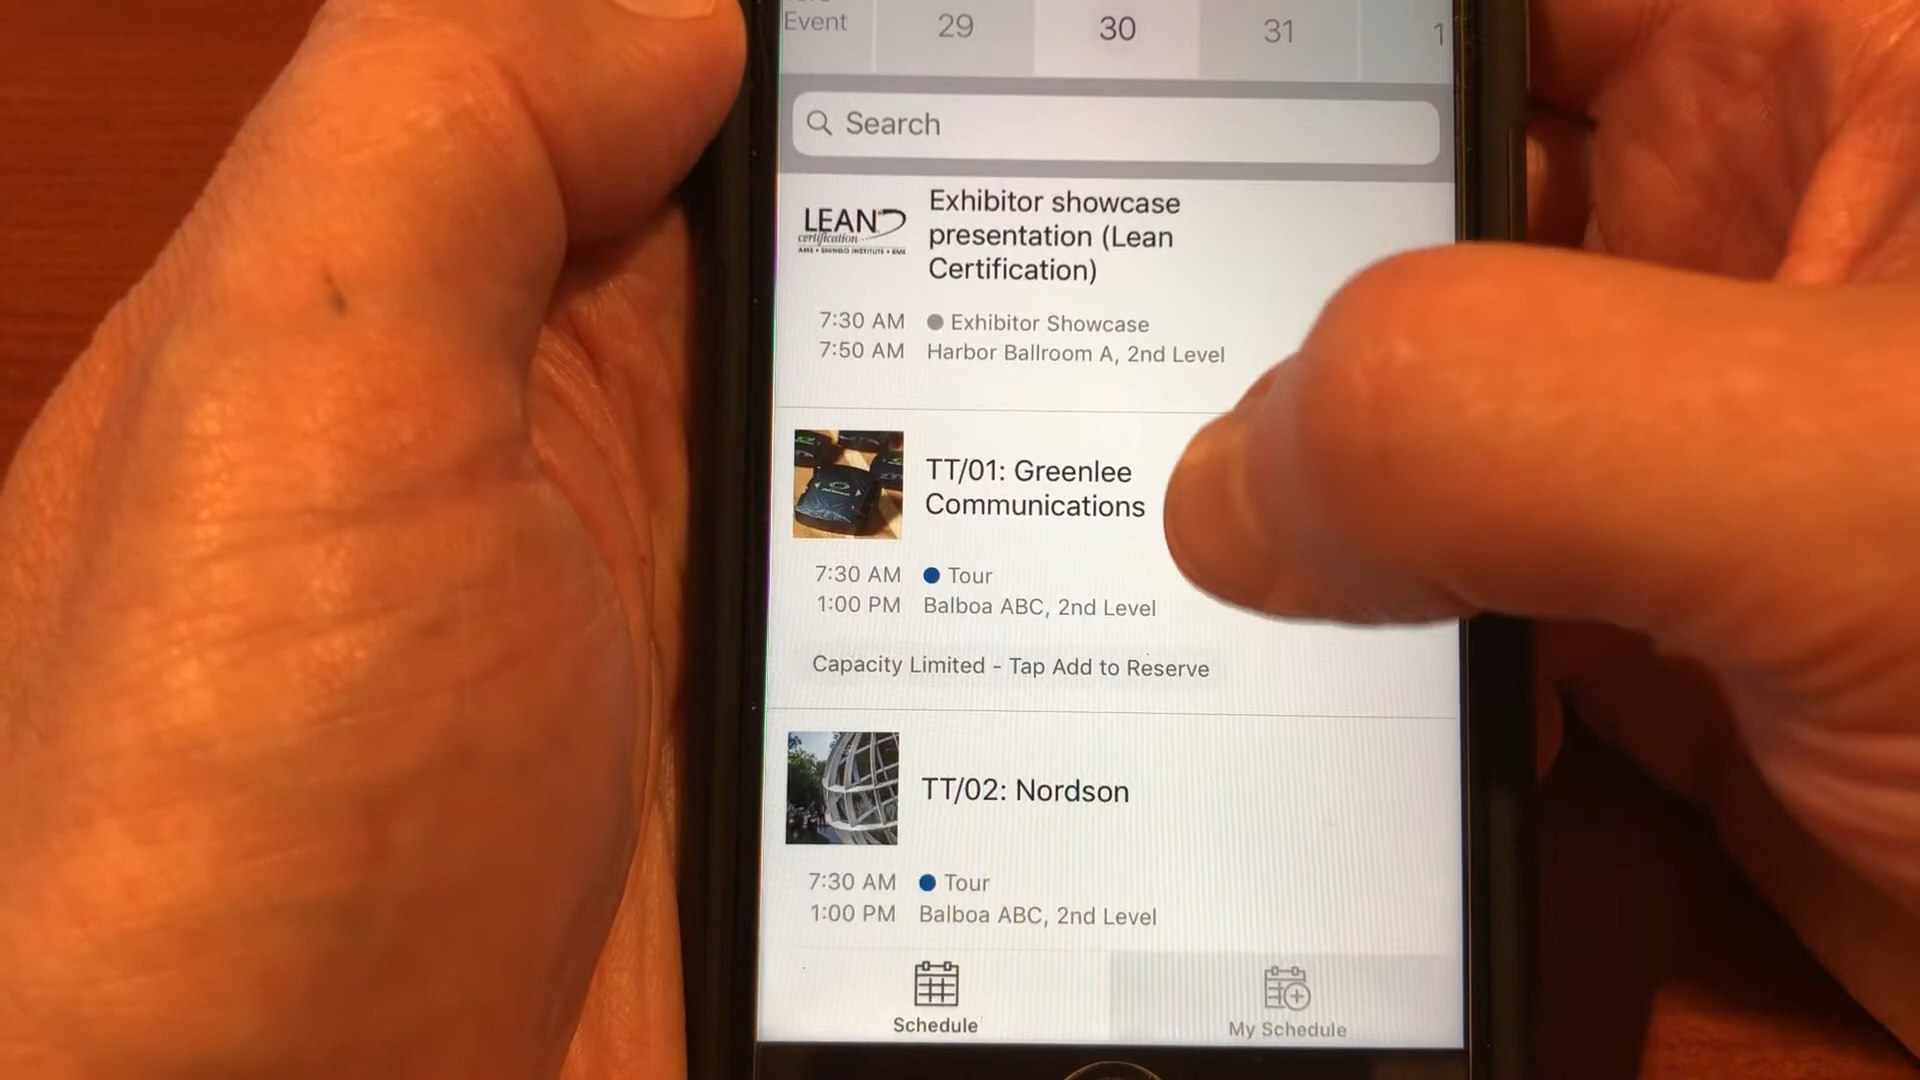 Event
29
30
31
1
Search
LEAN
certification
AME • SHINGO INSTITUTE • SME
Exhibitor showcase
presentation (Lean
Certification)
7:30 AM
Exhibitor Showcase
7:50 AM
Harbor Ballroom A, 2nd Level
TT/01: Greenlee
Communications
7:30 AM
Tour
1:00 PM
Balboa ABC, 2nd Level
Capacity Limited - Tap Add to Reserve
TT/02: Nordson
7:30 AM
Tour
1:00 PM
Balboa ABC, 2nd Level
Schedule
My Schedule